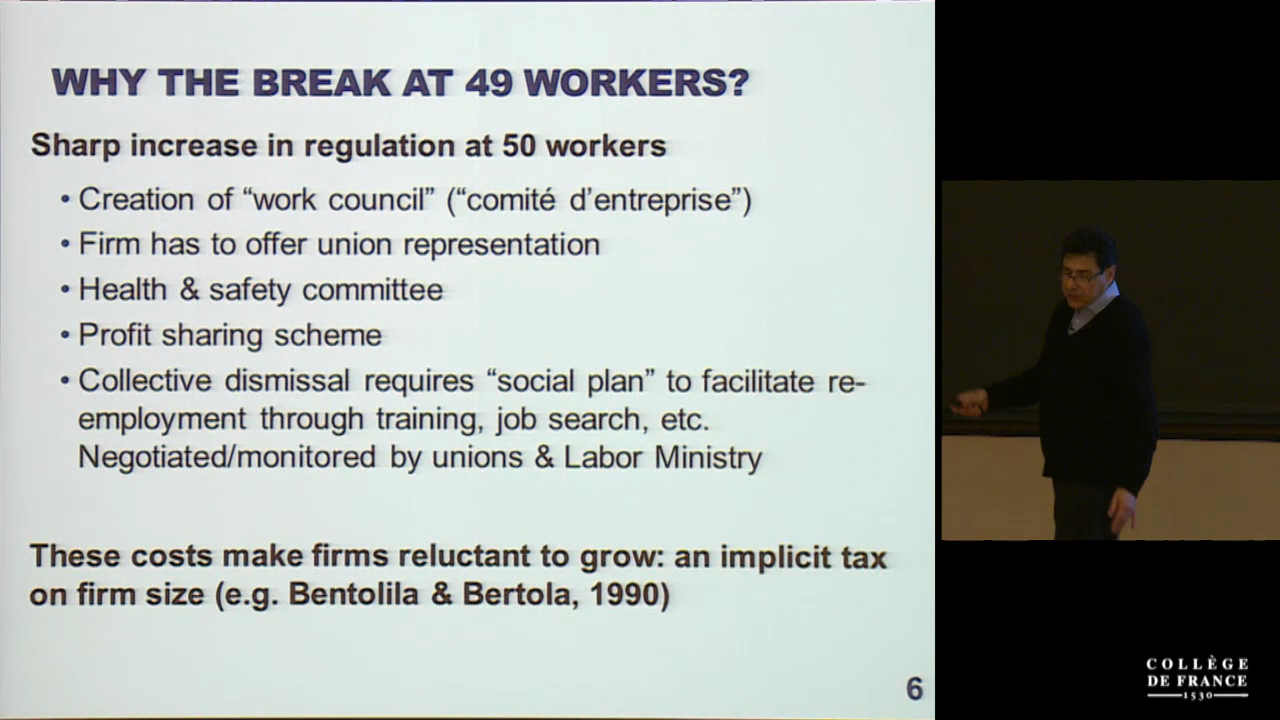 WHY THE BREAK AT 49 WORKERS?
Sharp increase in regulation at 50 workers
• Creation of “work council” (“comité d’entreprise”)
• Firm has to offer union representation
• Health & safety committee
• Profit sharing scheme
• Collective dismissal requires “social plan” to facilitate re-
employment through training, job search, etc.
Negotiated/monitored by unions & Labor Ministry
These costs make firms reluctant to grow: an implicit tax
on firm size (e.g. Bentolila & Bertola, 1990)
6
COLLÈGE
DE FRANCE
1530